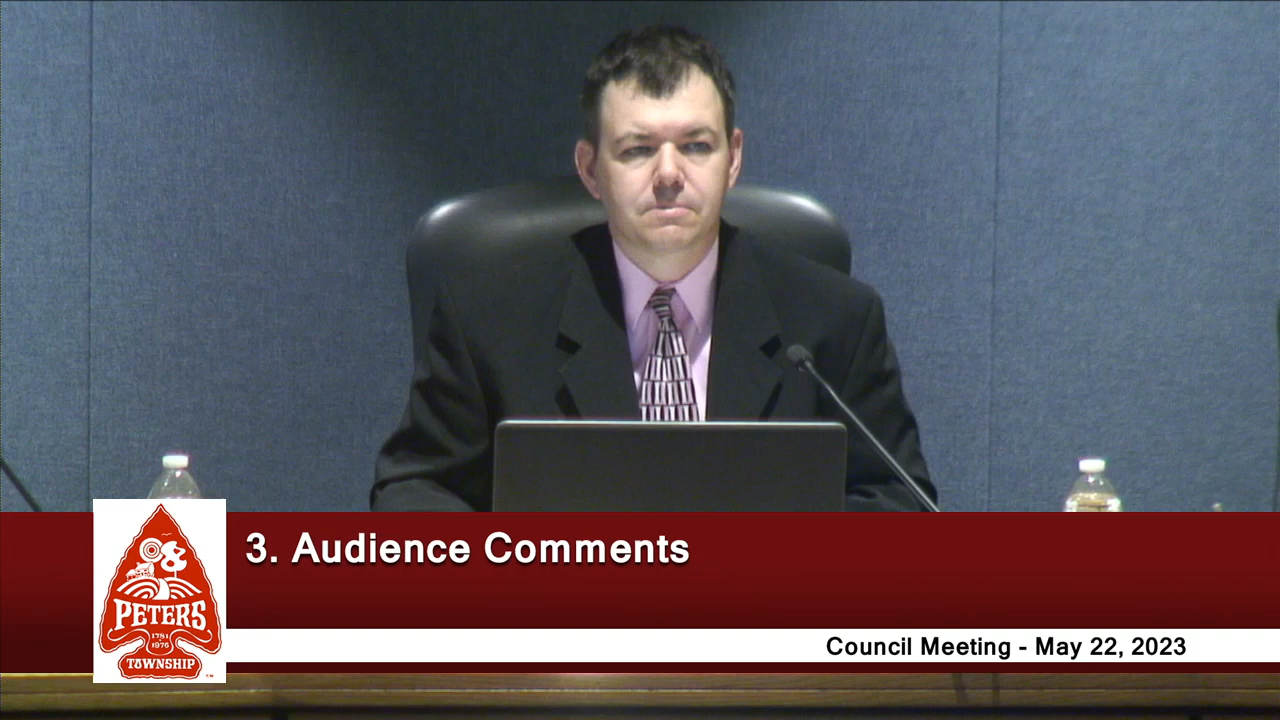 3. Audience Comments
PETERS
1781
1976
TOWNSHIP
Council Meeting - May 22, 2023